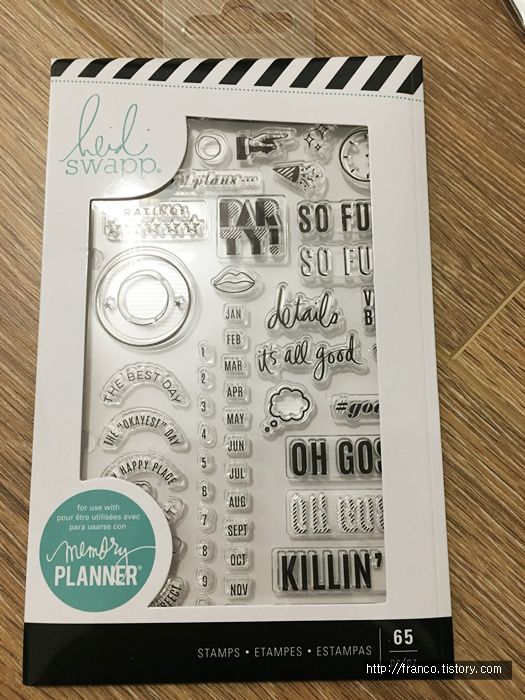 heidi
swapp®
plans...
RATING:
PAR
TY!
SO FU
SO FU
details
it's all good
JAN
FEB
MAR
APR
MAY
JUN
JUL
AUG
SEPT
OCT
NOV
1
2
3
4
5
6
7
8
9
THE BEST DAY
THE "OKAYEST" DAY
HAPPY PLACE
#goo
OH GOS
KILLIN'
for use with
pour être utilisées avec
para usarse con
memory
PLANNER®
STAMPS • ETAMPES • ESTAMPAS
65
http://franco.tistory.com